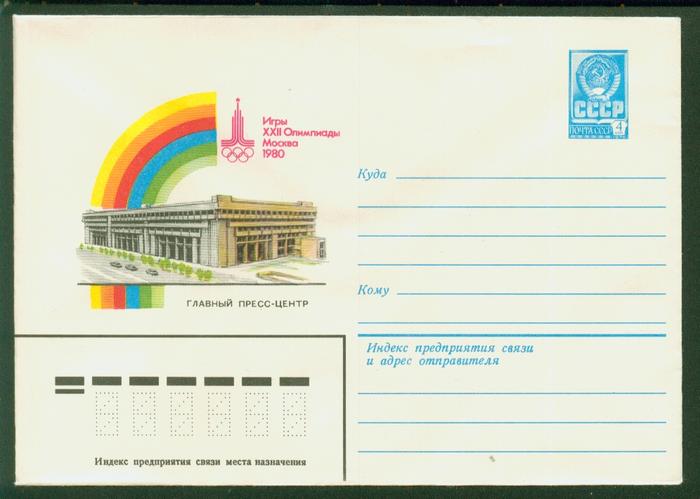 Игры
XXII Олимпиады
Москва
1980
ГЛАВНЫЙ ПРЕСС-ЦЕНТР
СССР
ПОЧТА СССР 4
Куда
Кому
Индекс предприятия связи
и адрес отправителя
Индекс предприятия связи места назначения